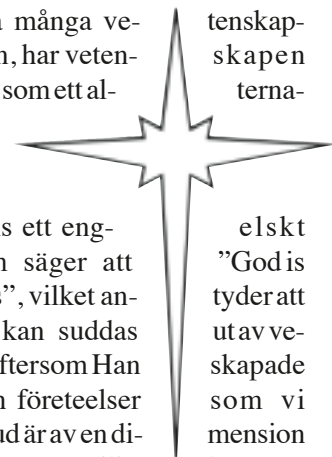 många ve- tenskap-
har veten- skapen
som ett al- terna-
ett eng- elskt
säger att ”God is
vilket an- tyder att
kan suddas ut av ve-
ftersom Han skapade
företeelser som vi
ud är av en di- mension